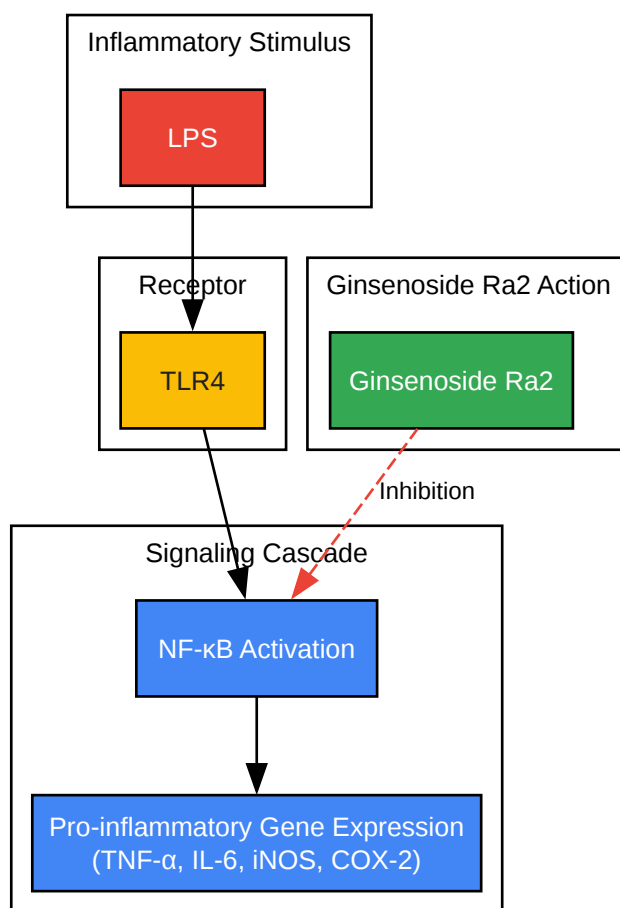 Inflammatory Stimulus
LPS
Receptor
Ginsenoside Ra2 Action
TLR4
Ginsenoside Ra2
Inhibition
Signaling Cascade
NF-κB Activation
Pro-inflammatory Gene Expression
(TNF-α, IL-6, iNOS, COX-2)